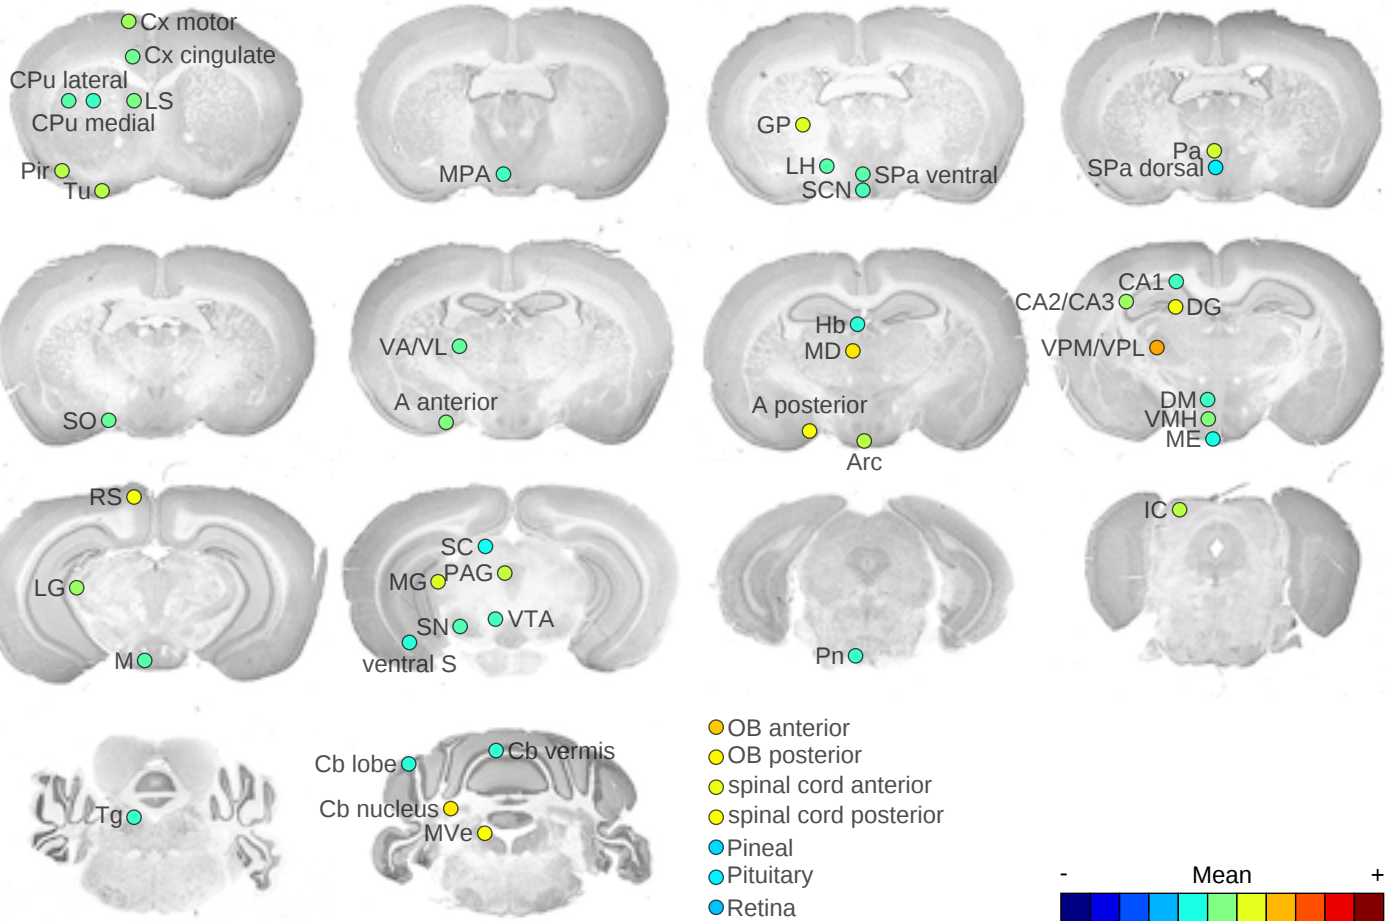 Cx motor
Cx cingulate
CPu lateral
LS
CPu medial
Pir
Tu
MPA
GP
LH
SPa ventral
SCN
Pa
SPa dorsal
SO
VA/VL
A anterior
Hb
MD
A posterior
Arc
CA1
CA2/CA3
DG
VPM/VPL
DM
VMH
ME
RS
LG
M
SC
MG
PAG
SN
VTA
ventral S
Pn
IC
Tg
Cb lobe
Cb vermis
Cb nucleus
MVe
OB anterior
OB posterior
spinal cord anterior
spinal cord posterior
Pineal
Pituitary
Retina
- Mean +